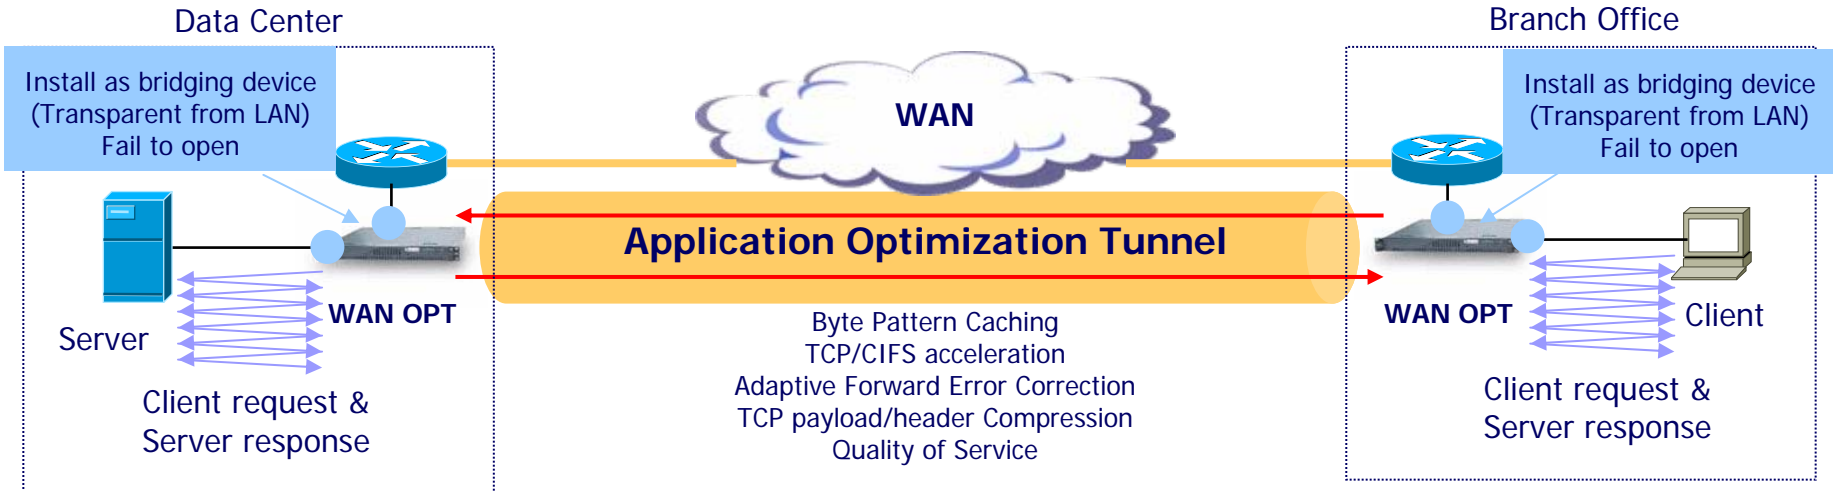 Data Center
Branch Office
Install as bridging device
(Transparent from LAN)
Fail to open
WAN
Install as bridging device
(Transparent from LAN)
Fail to open
Application Optimization Tunnel
Server
WAN OPT
Client request &
Server response
Byte Pattern Caching
TCP/CIFS acceleration
Adaptive Forward Error Correction
TCP payload/header Compression
Quality of Service
WAN OPT
Client
Client request &
Server response